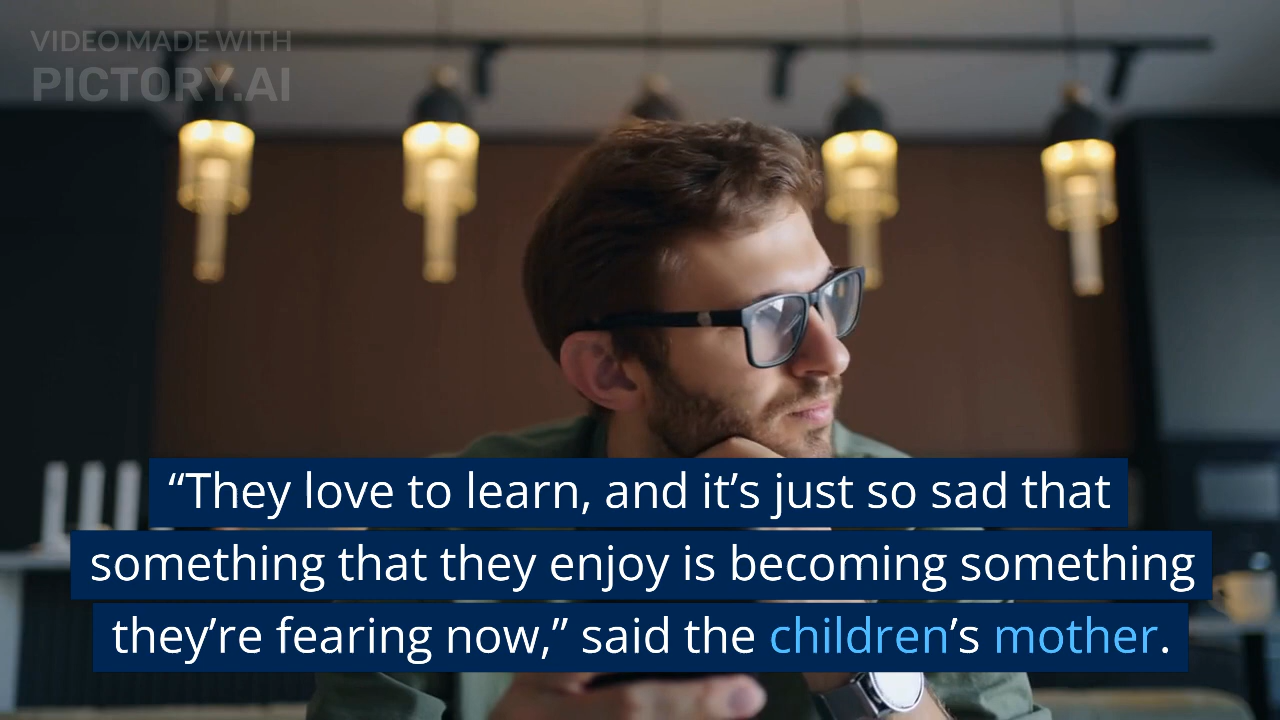 VIDEO MADE WITH
PICTORY.AI
“They love to learn, and it’s just so sad that
something that they enjoy is becoming something
they’re fearing now,” said the children’s mother.